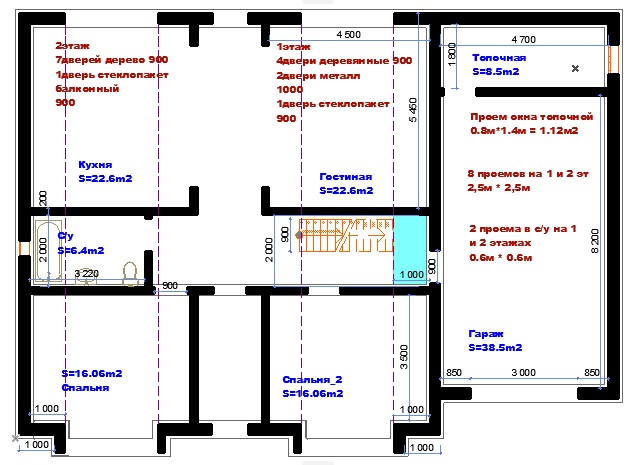 2этаж
7дверей дерево 900
1дверь стеклопакет
балконный
900
1этаж
4двери деревянные 900
2двери металл
1000
1дверь стеклопакет
900
4 500
4 700
1 800
Топочная
S=8.5m2
5 450
Проем окна топочной
0.8м*1.4м = 1.12м2
Кухня
S=22.6m2
Гостиная
S=22.6m2
8 проемов на 1 и 2 эт
2,5м * 2,5м
200
С/у
S=6.4m2
2 000
3 220
2 000
900
1 000
900
2 проема в с/у на 1
и 2 этажах
0.6м * 0.6м
8 200
900
Гараж
S=38.5m2
3 500
S=16.06m2
Спальня
Спальня_2
S=16.06m2
850
3 000
850
1 000
1 000
1 000
1 000